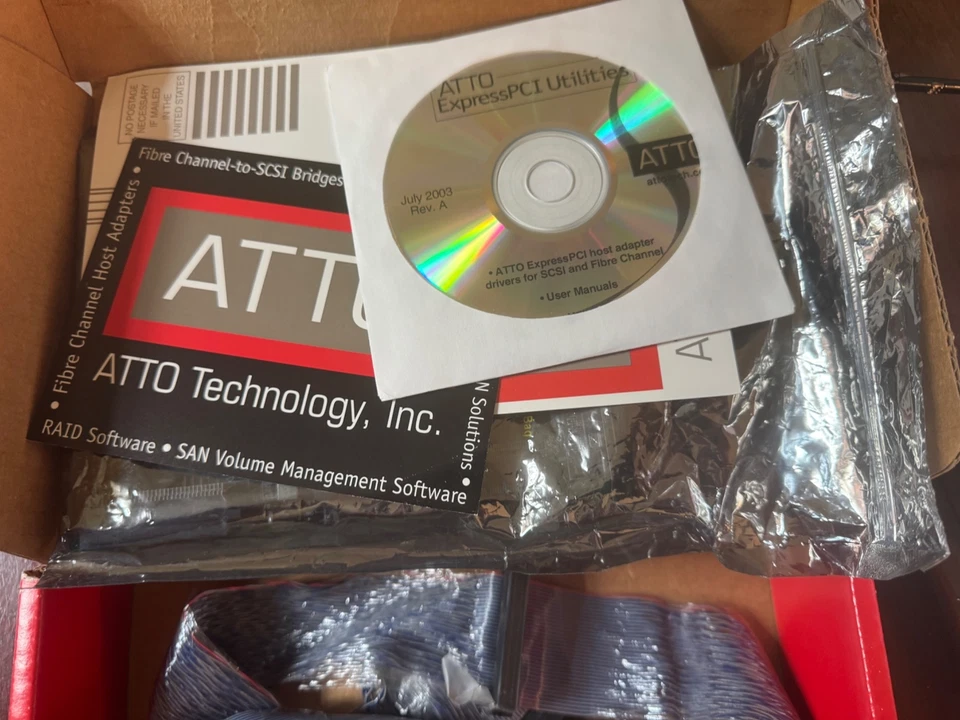 NO POSTAGE
NECESSARY
IF MAILED
IN THE
UNITED STATES
ATTO
ExpressPCI Utilities
ATTO
July 2003
Rev. A
• ATTO ExpressPCI host adapter
drivers for SCSI and Fibre Channel
• User Manuals
Fibre Channel-to-SCSI Bridges
• Fibre Channel Host Adapters •
ATT
ATTO Technology, Inc.
RAID Software • SAN Volume Management Software •
N Solutions
A